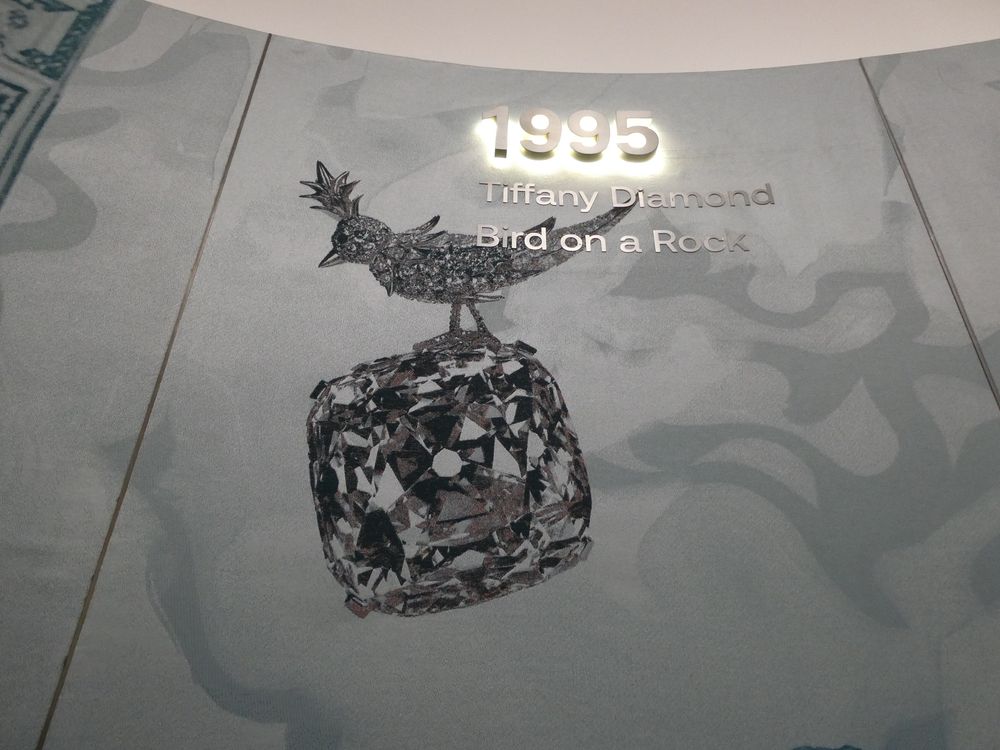 1995
Tiffany Diamond
Bird on a Rock